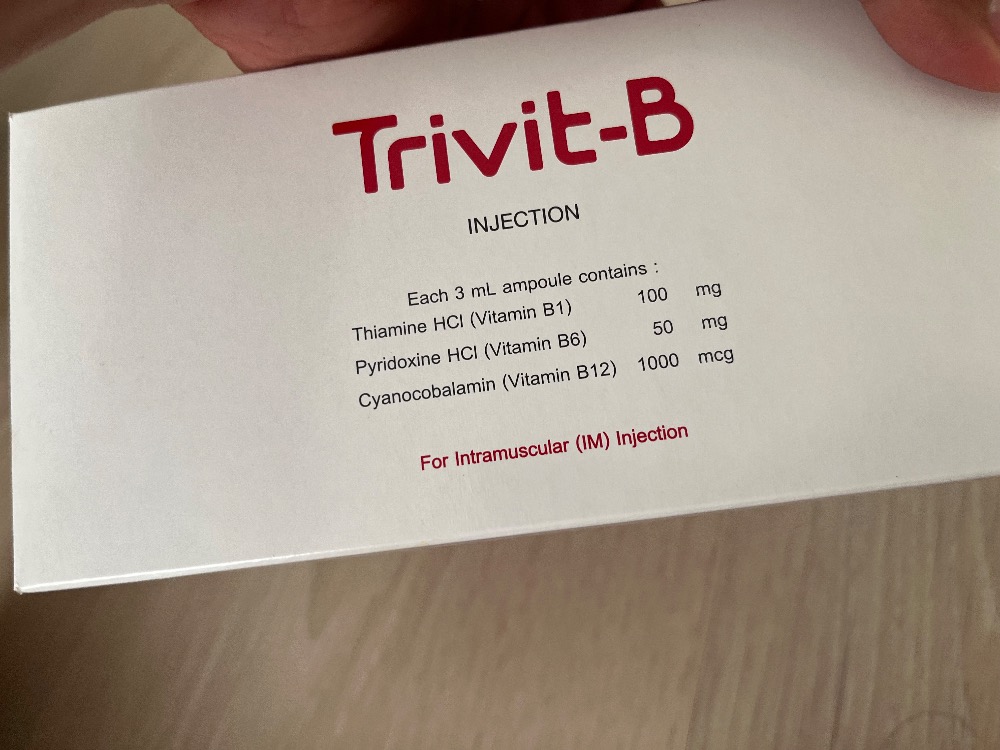 Trivit-B
INJECTION
Each 3 mL ampoule contains :
Thiamine HCl (Vitamin B1) 100 mg
Pyridoxine HCl (Vitamin B6) 50 mg
Cyanocobalamin (Vitamin B12) 1000 mcg
For Intramuscular (IM) Injection